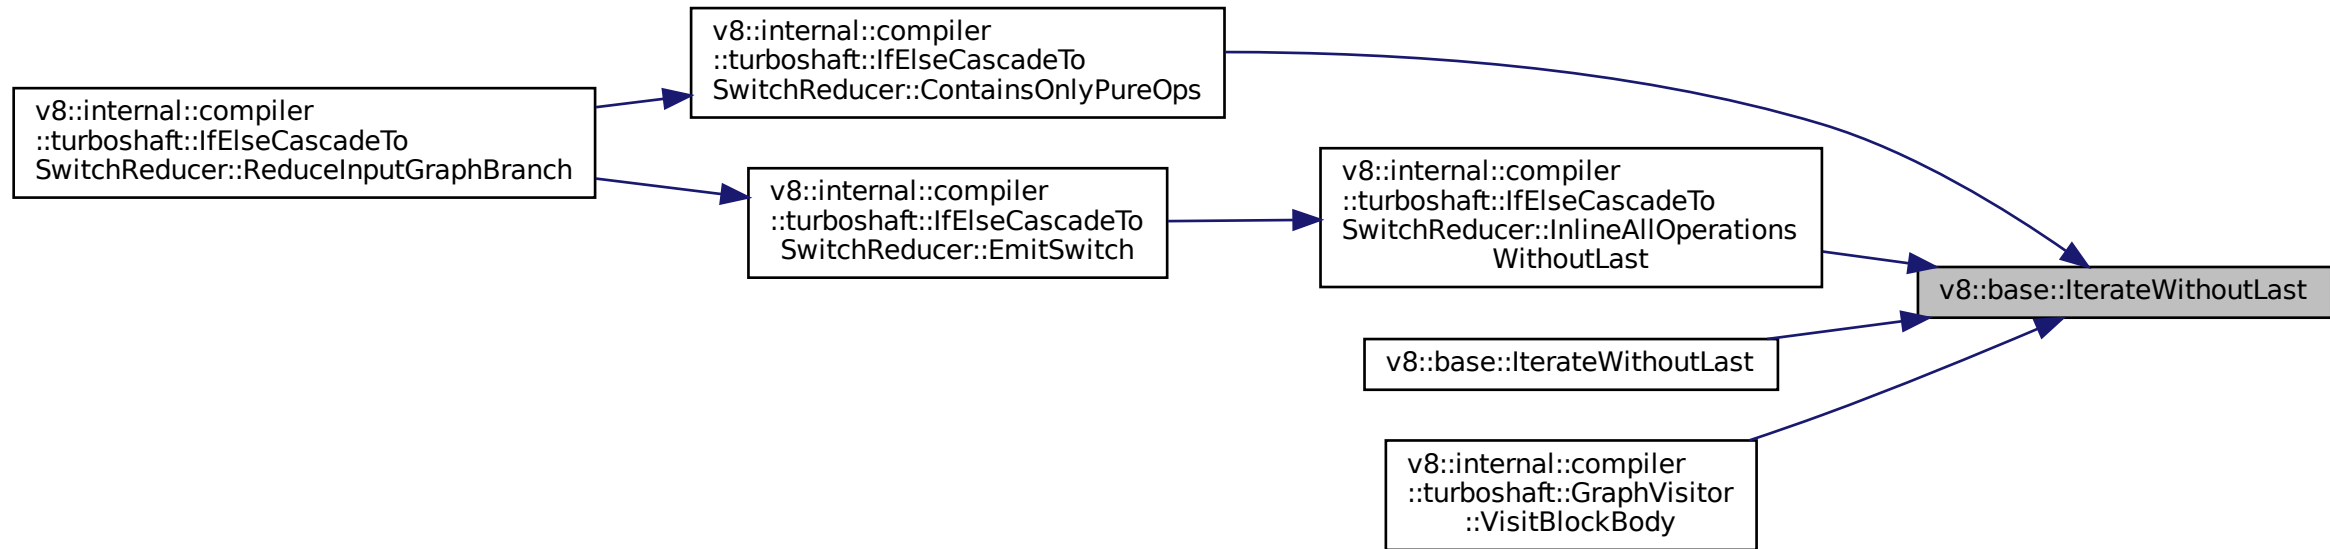 v8::internal::compiler
::turboshaft::IfElseCascadeTo
SwitchReducer::ReduceInputGraphBranch
v8::internal::compiler
::turboshaft::IfElseCascadeTo
SwitchReducer::ContainsOnlyPureOps
v8::internal::compiler
::turboshaft::IfElseCascadeTo
SwitchReducer::EmitSwitch
v8::internal::compiler
::turboshaft::IfElseCascadeTo
SwitchReducer::InlineAllOperations
WithoutLast
v8::base::IterateWithoutLast
v8::base::IterateWithoutLast
v8::internal::compiler
::turboshaft::GraphVisitor
::VisitBlockBody